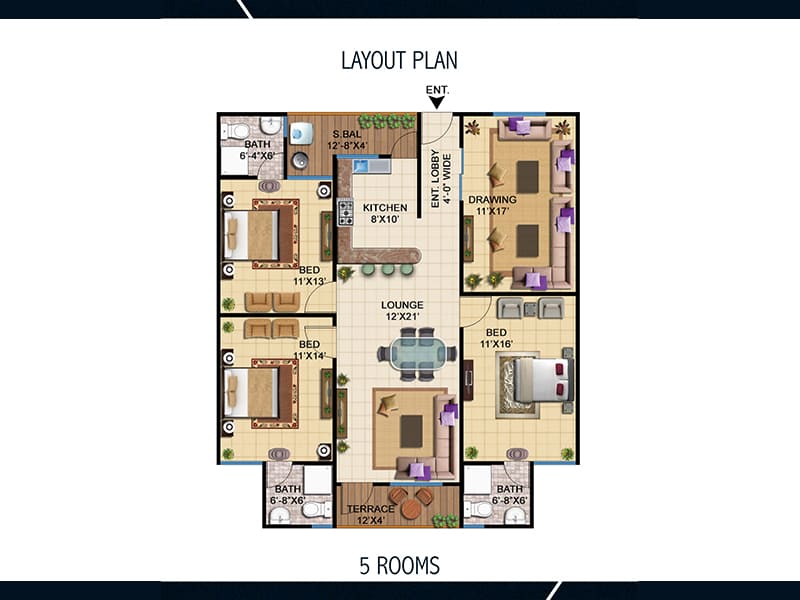 LAYOUT PLAN
ENT.
BATH
6'-4"X6'
S.BAL
12'-8"X4'
ENT. LOBBY
4'-0" WIDE
DRAWING
11'X17'
KITCHEN
8'X10'
BED
11'X13'
LOUNGE
12'X21'
BED
11'X14'
BED
11'X16'
BATH
6'-8"X6'
TERRACE
12'X4'
BATH
6'-8"X6'
5 ROOMS